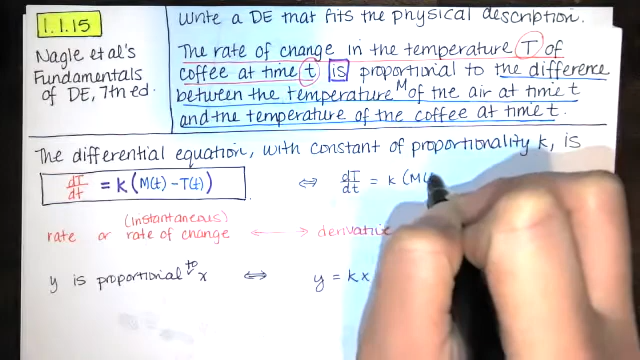 1.1.15
Nagle et al's
Fundamentals
of DE, 7th ed.
Write a DE that fits the physical description.
The rate of change in the temperature T of
coffee at time t is proportional to the difference
between the temperature M of the air at time t
and the temperature of the coffee at time t.
The differential equation, with constant of proportionality k, is
dT/dt = k (M(t) - T(t)) ⇔ dT/dt = k (M(
(instantaneous)
rate or rate of change ⟷ derivative
y is proportional to x ⇔ y = kx